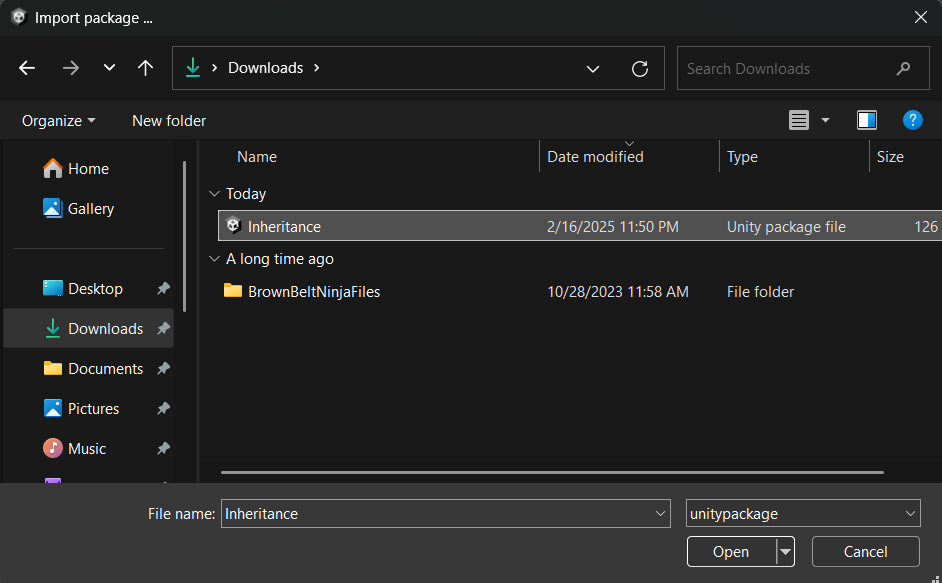 Import package ...
Downloads
Search Downloads
Organize
New folder
?
Name Date modified Type Size
Home
Gallery
Desktop
Downloads
Documents
Pictures
Music
Today
Inheritance 2/16/2025 11:50 PM Unity package file 126
A long time ago
BrownBeltNinjaFiles 10/28/2023 11:58 AM File folder
File name: Inheritance unitypackage
Open Cancel